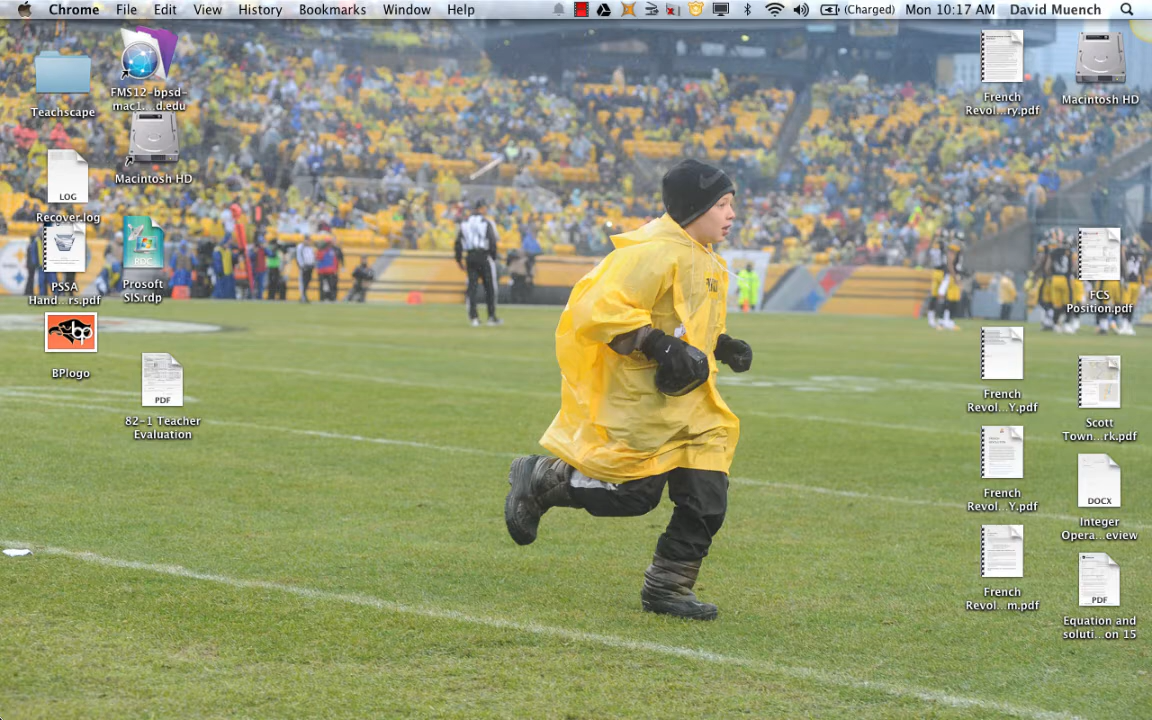 Chrome File Edit View History Bookmarks Window Help (Charged) Mon 10:17 AM David Muench
Teachscape
FMS12-bpsd-
mac1...d.edu
Macintosh HD
LOG
Recover.log
PSSA
Hand...rs.pdf
RDC
Prosoft
SIS.rdp
bp
BPlogo
PDF
82-1 Teacher
Evaluation
French
Revol...ry.pdf
Macintosh HD
FCS
Position.pdf
French
Revol...Y.pdf
Scott
Town...rk.pdf
French
Revol...Y.pdf
DOCX
Integer
Opera...eview
French
Revol...m.pdf
PDF
Equation and
soluti...on 15